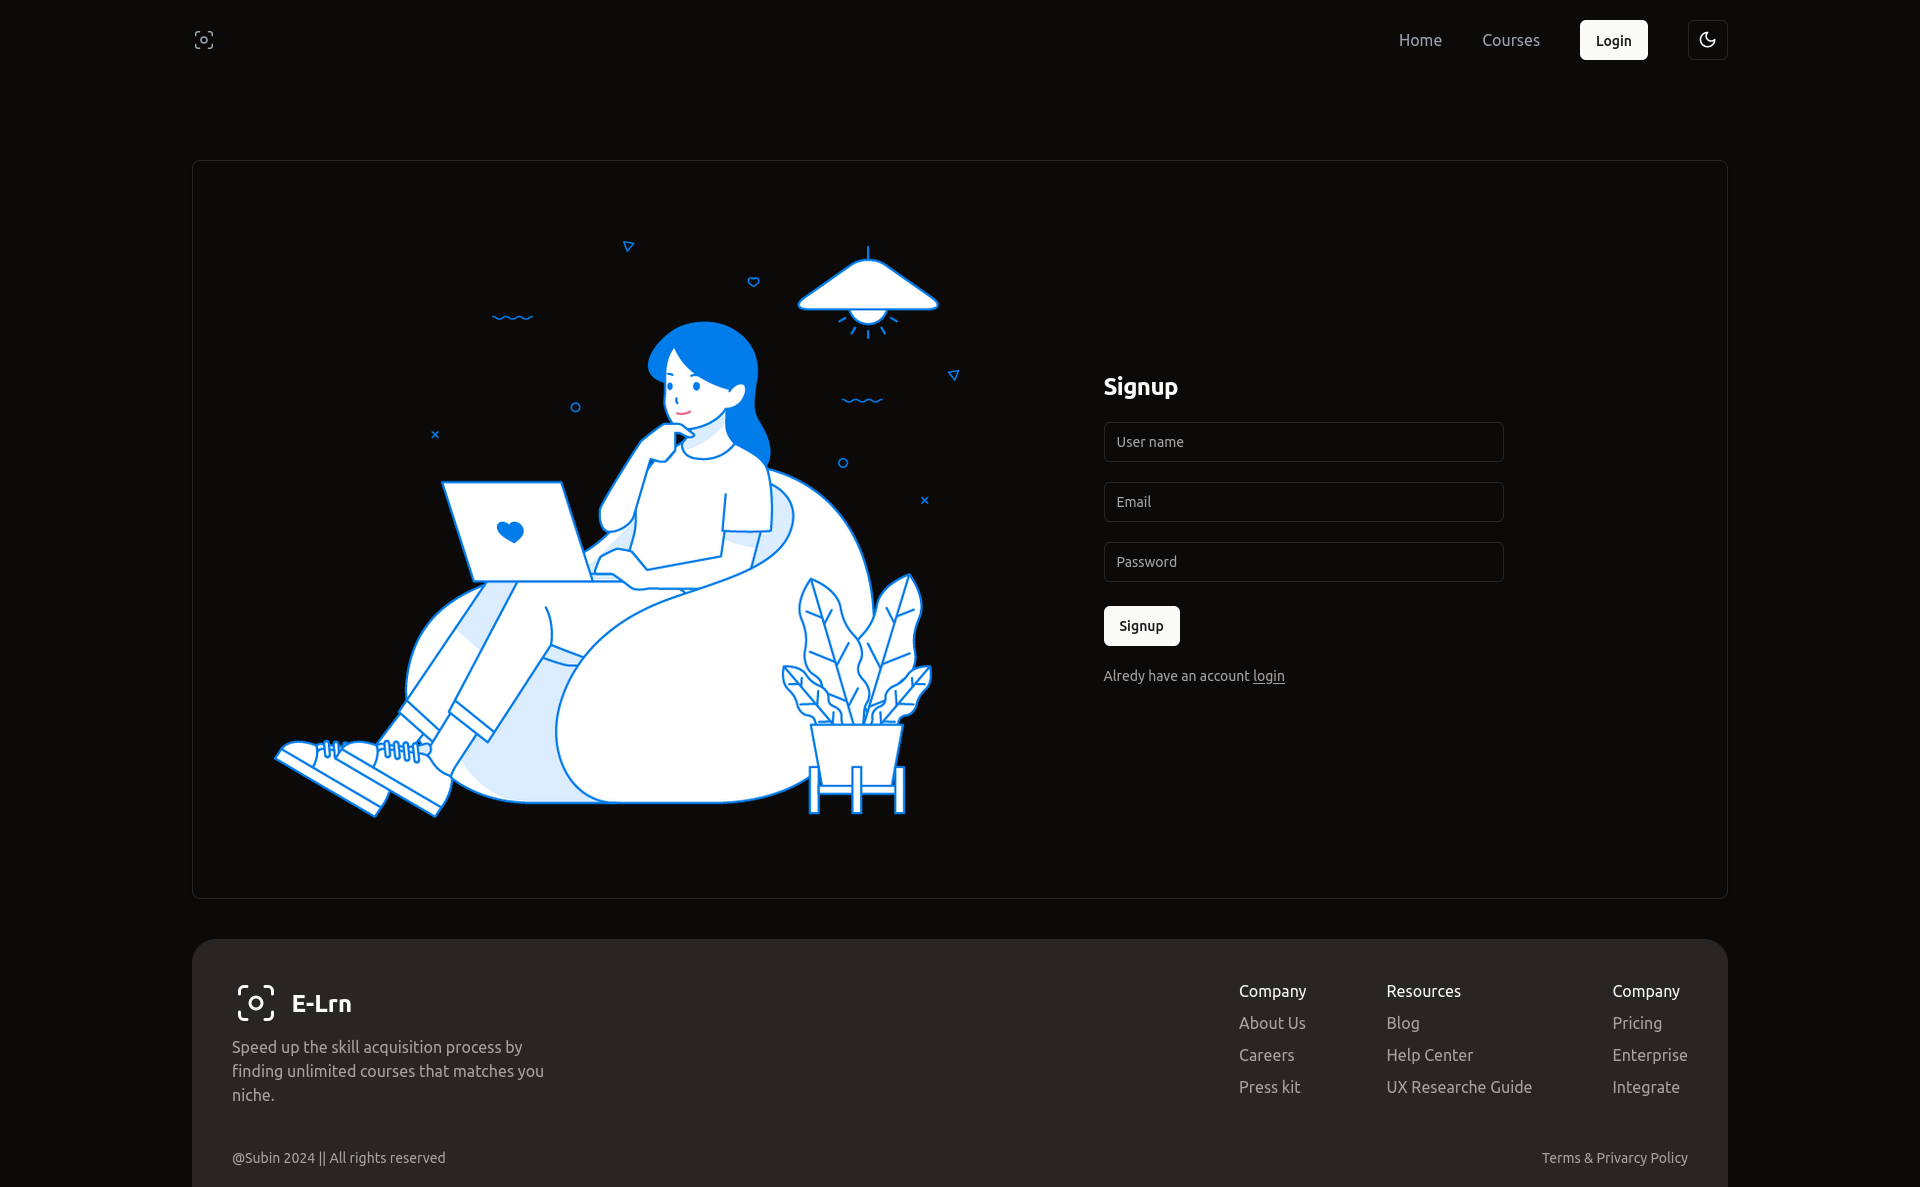 Home
Courses
Login
Signup
User name
Email
Password
Signup
Alredy have an account login
E-Lrn
Speed up the skill acquisition process by
finding unlimited courses that matches you
niche.
Company
About Us
Careers
Press kit
Resources
Blog
Help Center
UX Researche Guide
Company
Pricing
Enterprise
Integrate
@Subin 2024 || All rights reserved
Terms & Privarcy Policy